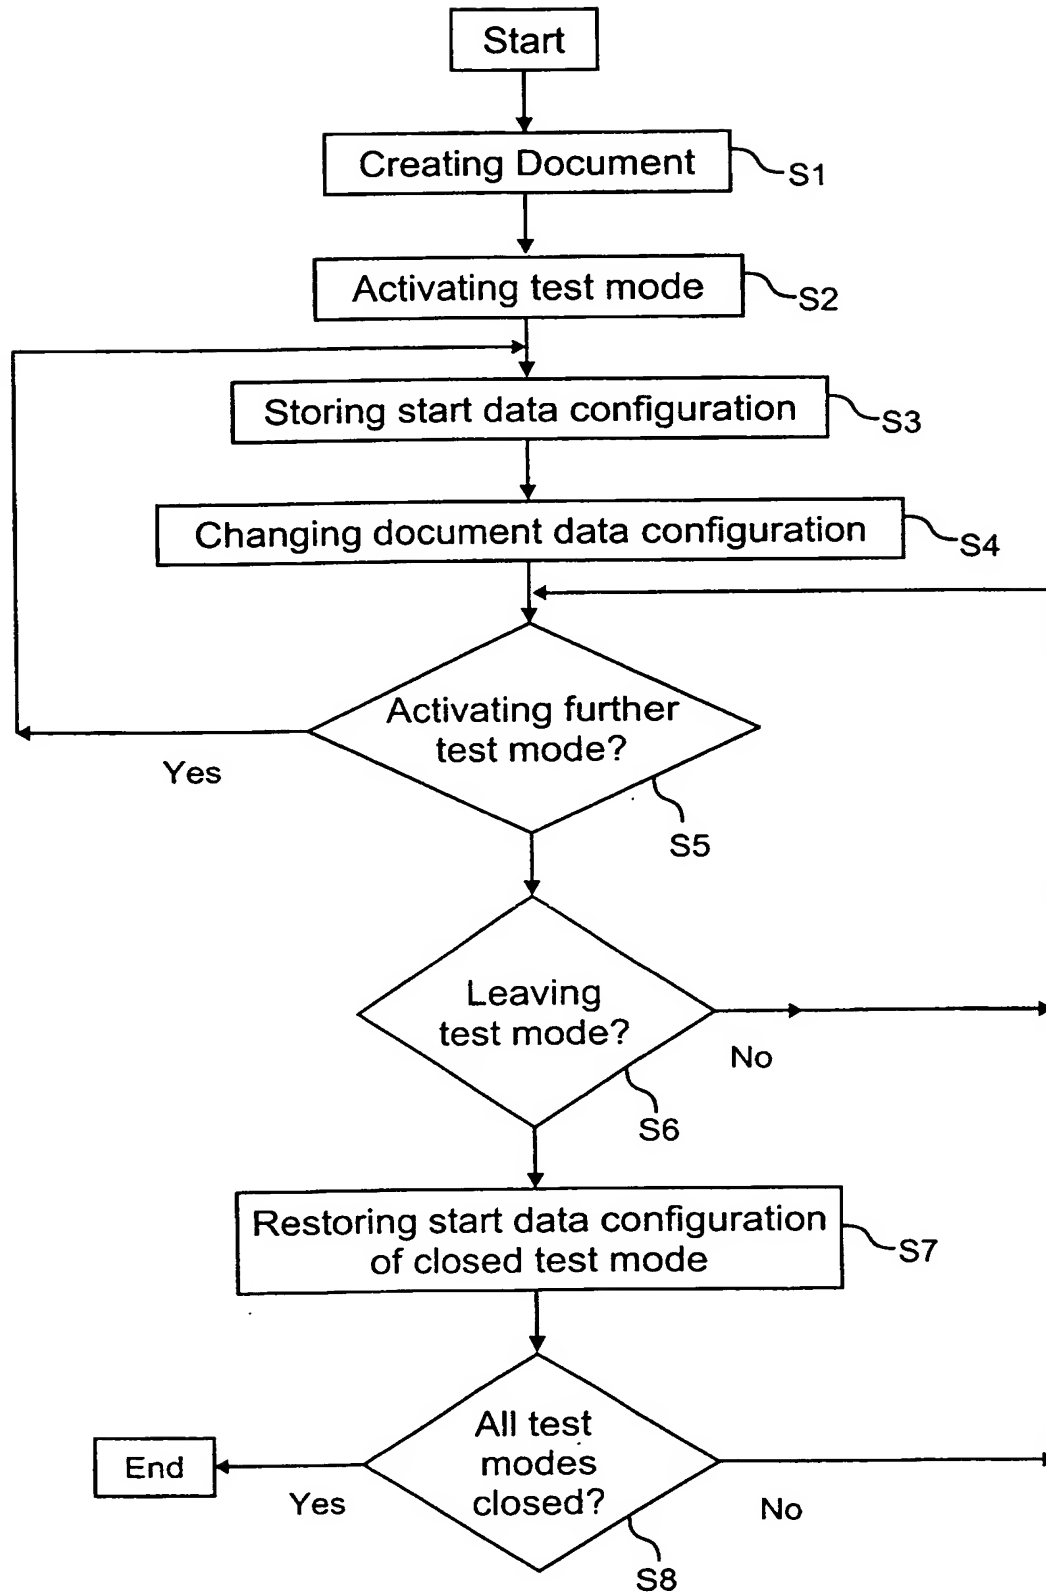 Start
Creating Document
S1
Activating test mode
S2
Storing start data configuration
S3
Changing document data configuration
S4
Activating further
test mode?
Yes
S5
Leaving
test mode?
No
S6
Restoring start data configuration
of closed test mode
S7
All test
modes
closed?
End
Yes
No
S8